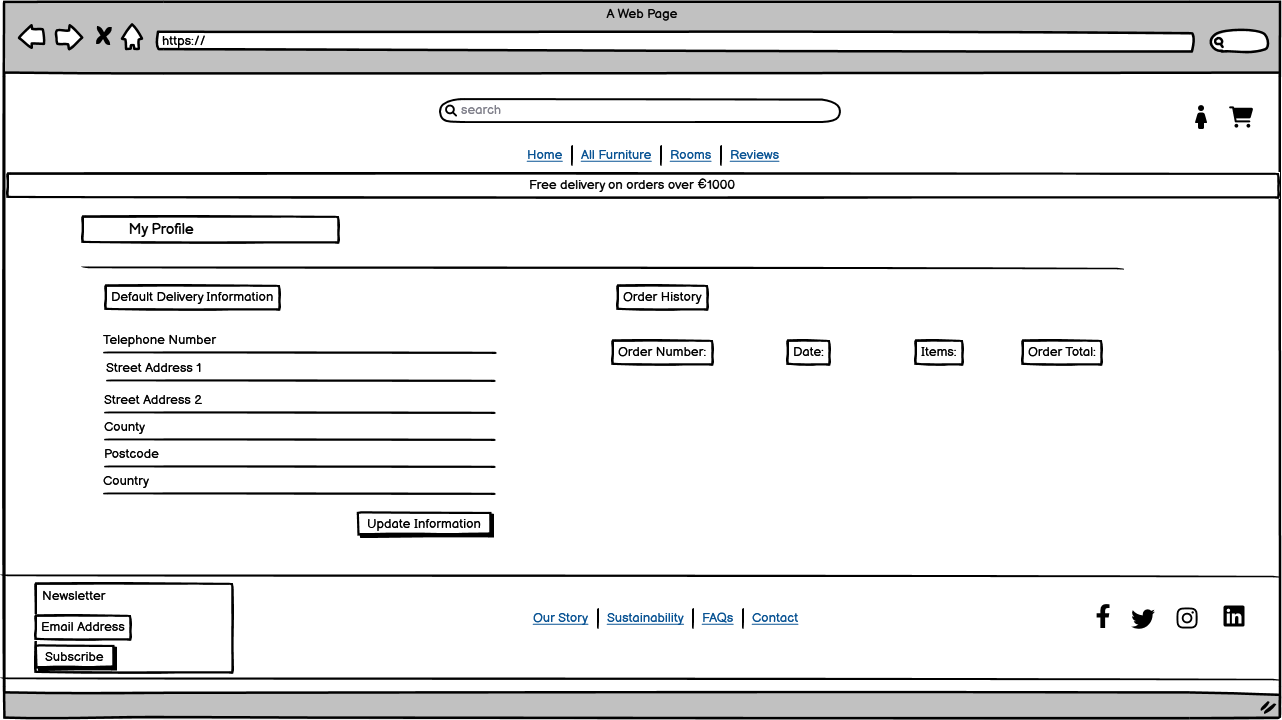 A Web Page
https://
search
Home All Furniture Rooms Reviews
Free delivery on orders over €1000
My Profile
Default Delivery Information
Order History
Telephone Number
Street Address 1
Street Address 2
County
Postcode
Country
Update Information
Order Number: Date: Items: Order Total:
Newsletter
Email Address
Subscribe
Our Story Sustainability FAQs Contact